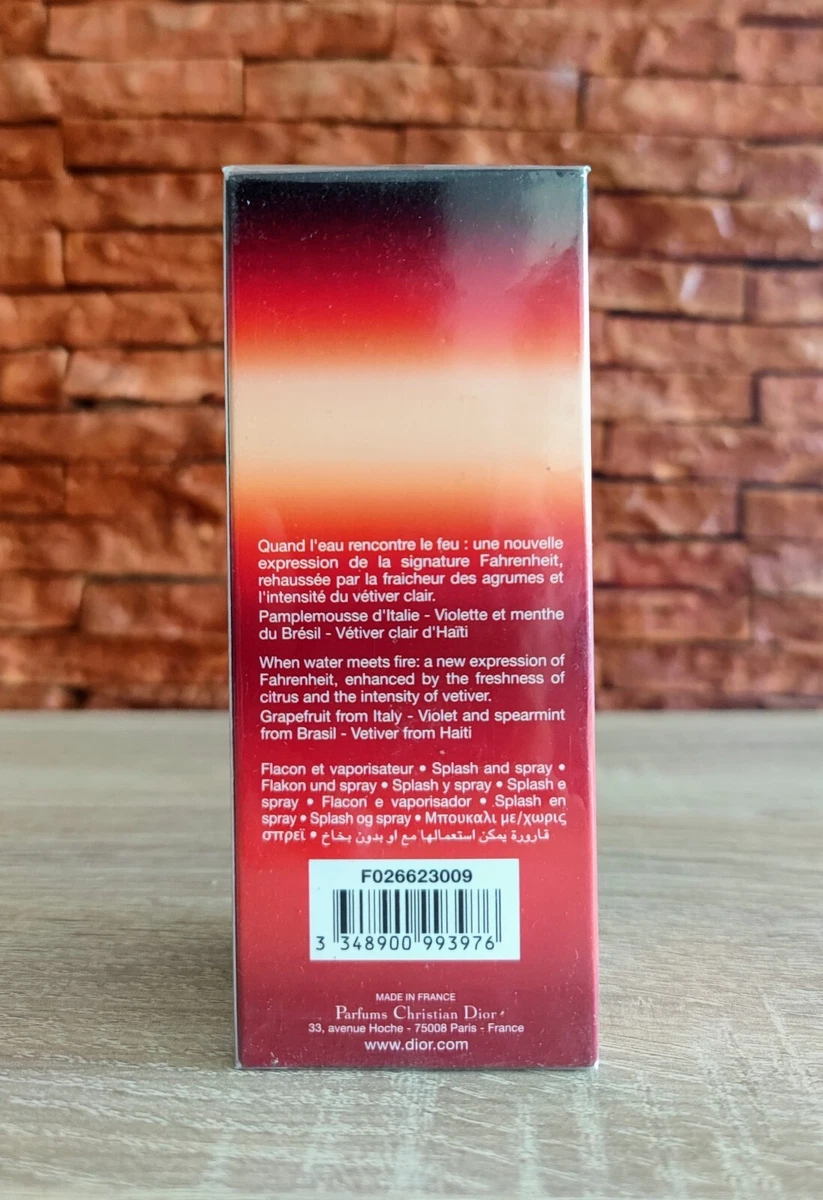 Quand l'eau rencontre le feu : une nouvelle
expression de la signature Fahrenheit,
rehaussée par la fraicheur des agrumes et
l'intensité du vétiver clair.
Pamplemousse d'Italie - Violette et menthe
du Brésil - Vétiver clair d'Haïti
When water meets fire: a new expression of
Fahrenheit, enhanced by the freshness of
citrus and the intensity of vetiver.
Grapefruit from Italy - Violet and spearmint
from Brasil - Vetiver from Haiti
Flacon et vaporisateur • Splash and spray •
Flakon und spray • Splash y spray • Splash e
spray • Flacon e vaporisador • Splash en
spray • Splash og spray • Μπουκαλι με/χωρις
σπρεϊ • قارورة يمكن استعمالها مع او بدون بخاخ
F026623009
3 348900 993976
MADE IN FRANCE
Parfums Christian Dior
33, avenue Hoche - 75008 Paris - France
www.dior.com